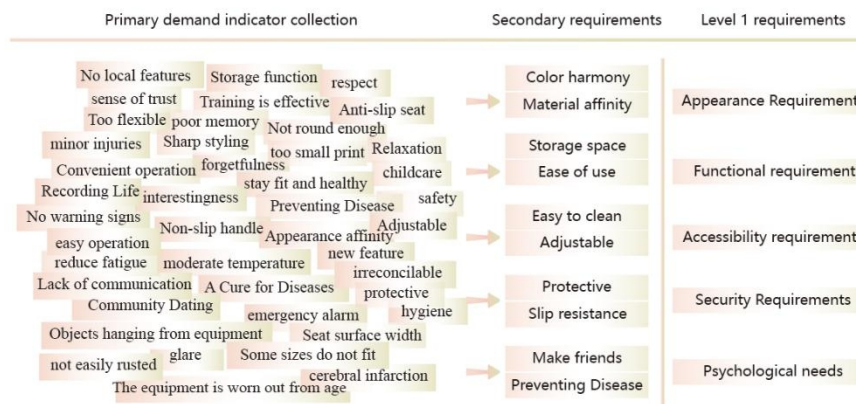 Primary demand indicator collection
Secondary requirements
Level 1 requirements
No local features
Storage function
respect
sense of trust
Training is effective
Anti-slip seat
Too flexible
poor memory
Not round enough
minor injuries
Sharp styling
too small print
Relaxation
Convenient operation
forgetfulness
stay fit and healthy
childcare
Recording Life
interestingness
Preventing Disease
safety
No warning signs
Non-slip handle
Appearance affinity
Adjustable
easy operation
new feature
reduce fatigue
moderate temperature
irreconcilable
Lack of communication
A Cure for Diseases
protective
Community Dating
emergency alarm
hygiene
Objects hanging from equipment
Seat surface width
not easily rusted
glare
Some sizes do not fit
cerebral infarction
The equipment is worn out from age
Color harmony
Material affinity
Storage space
Ease of use
Easy to clean
Adjustable
Protective
Slip resistance
Make friends
Preventing Disease
Appearance Requirement
Functional requirement
Accessibility requirement
Security Requirements
Psychological needs